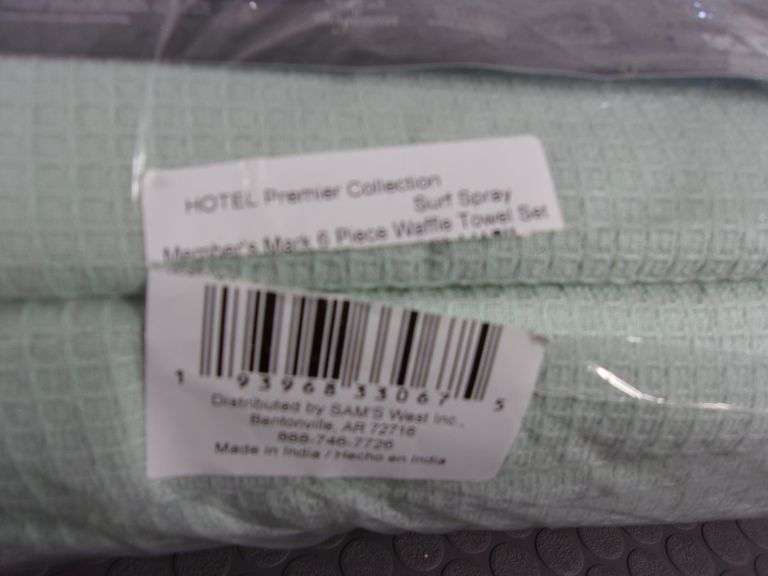 HOTEL Premier Collection
Surf Spray
Member's Mark 6 Piece Waffle Towel Set
1 93968 33067 5
Distributed by SAM'S West Inc.,
Bentonville, AR 72716
888-746-7726
Made in India / Hecho en India